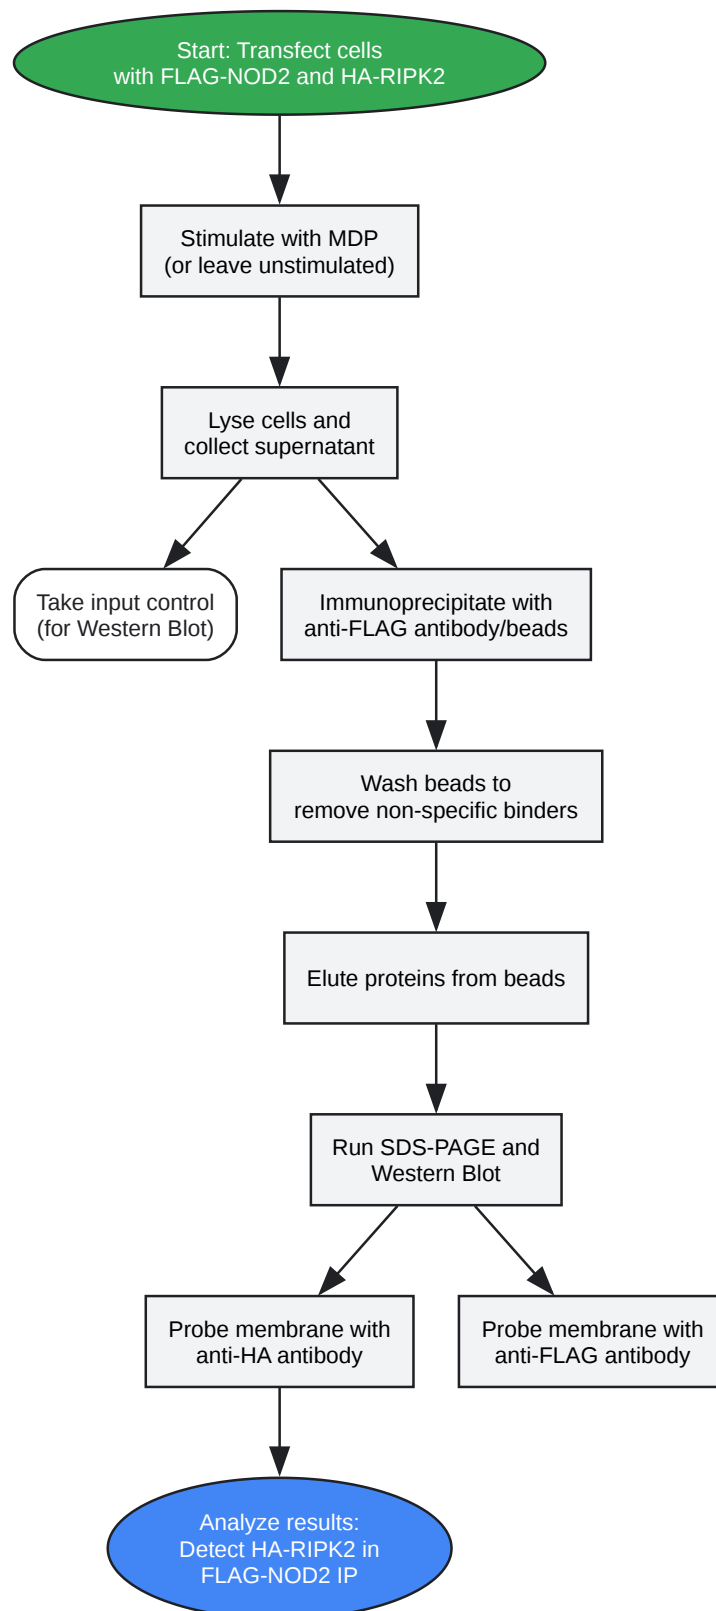 Start: Transfect cells
with FLAG-NOD2 and HA-RIPK2
Stimulate with MDP
(or leave unstimulated)
Lyse cells and
collect supernatant
Take input control
(for Western Blot)
Immunoprecipitate with
anti-FLAG antibody/beads
Wash beads to
remove non-specific binders
Elute proteins from beads
Run SDS-PAGE and
Western Blot
Probe membrane with
anti-HA antibody
Probe membrane with
anti-FLAG antibody
Analyze results:
Detect HA-RIPK2 in
FLAG-NOD2 IP